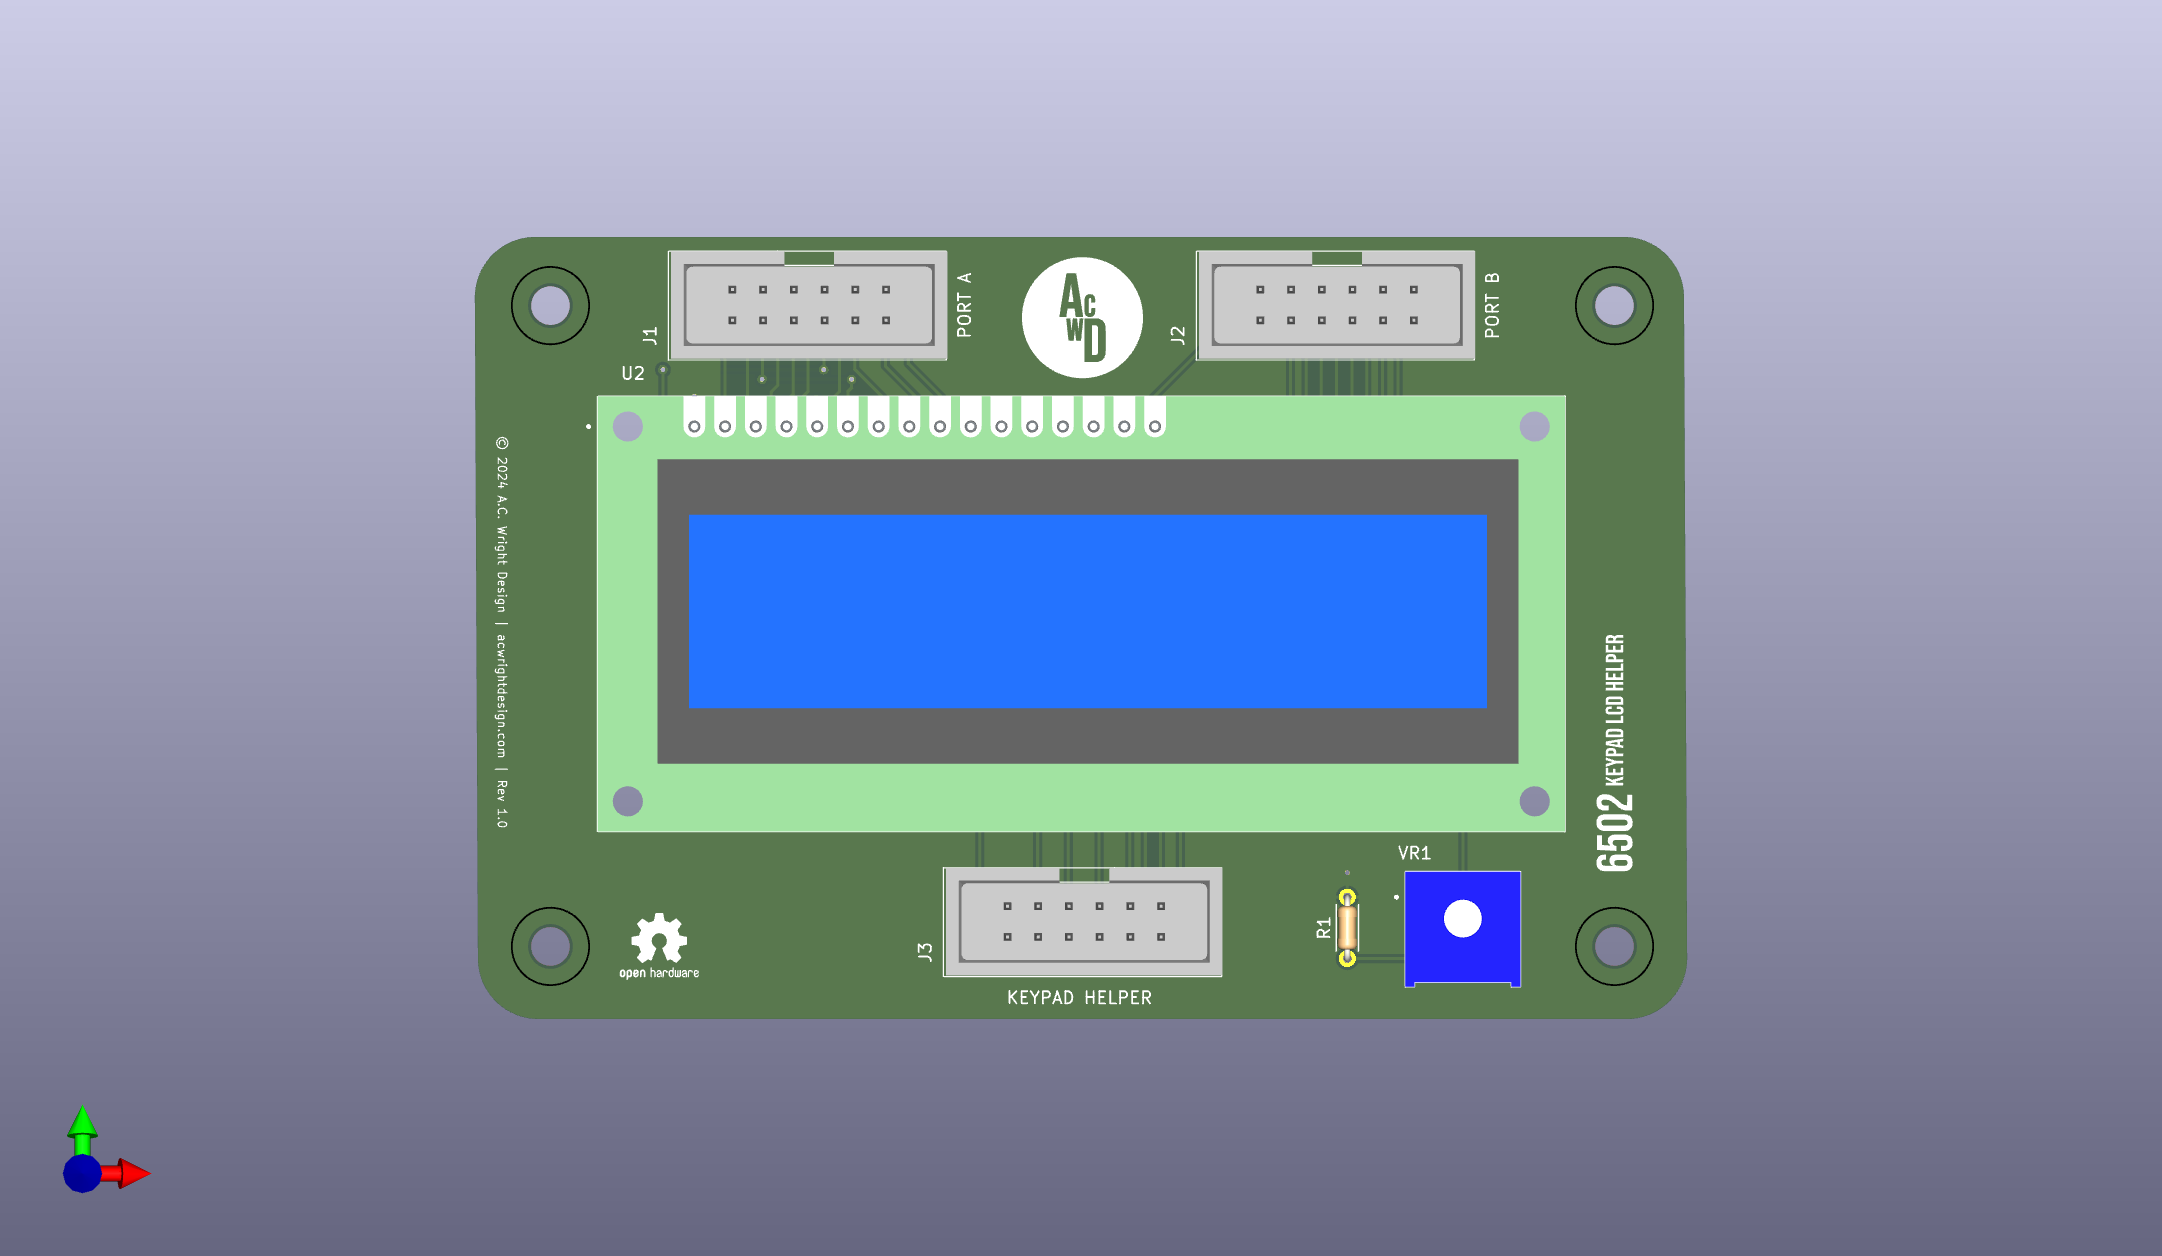 J1
PORT A
A
C
W
D
J2
PORT B
U2
© 2024 A.C. Wright Design | acwrightdesign.com | Rev 1.0
6502 KEYPAD LCD HELPER
VR1
R1
J3
open hardware
KEYPAD HELPER